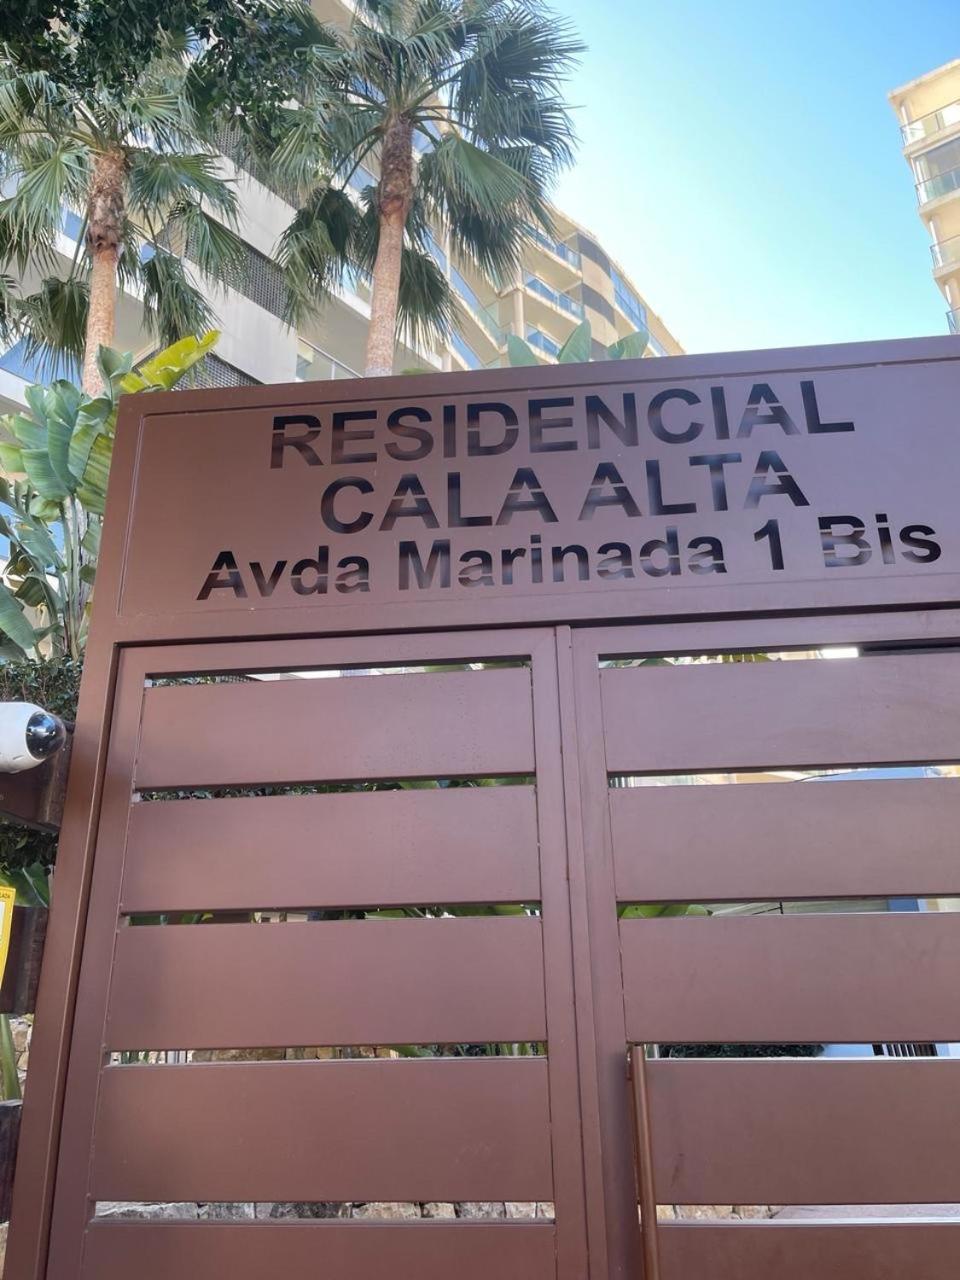 RESIDENCIAL
CALA ALTA
Avda Marinada 1 Bis